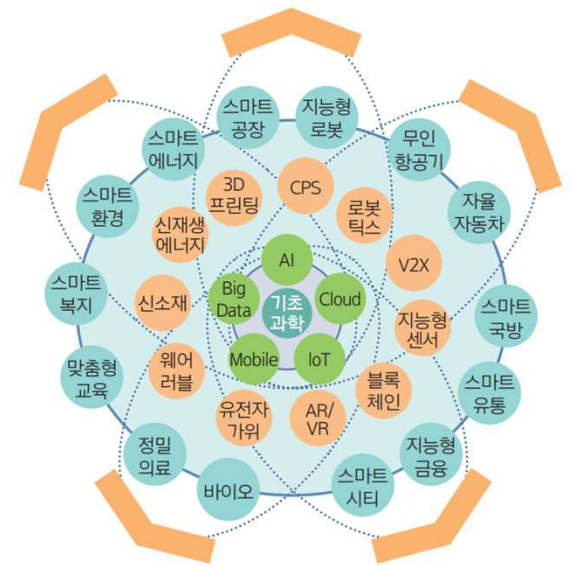 스마트
공장
지능형
로봇
무인
항공기
자율
자동차
스마트
국방
스마트
유통
지능형
금융
스마트
시티
바이오
정밀
의료
맞춤형
교육
스마트
복지
스마트
환경
스마트
에너지
3D
프린팅
CPS
로봇
틱스
V2X
지능형
센서
블록
체인
AR/
VR
유전자
가위
웨어
러블
신소재
신재생
에너지
AI
Cloud
IoT
Mobile
Big
Data
기초
과학